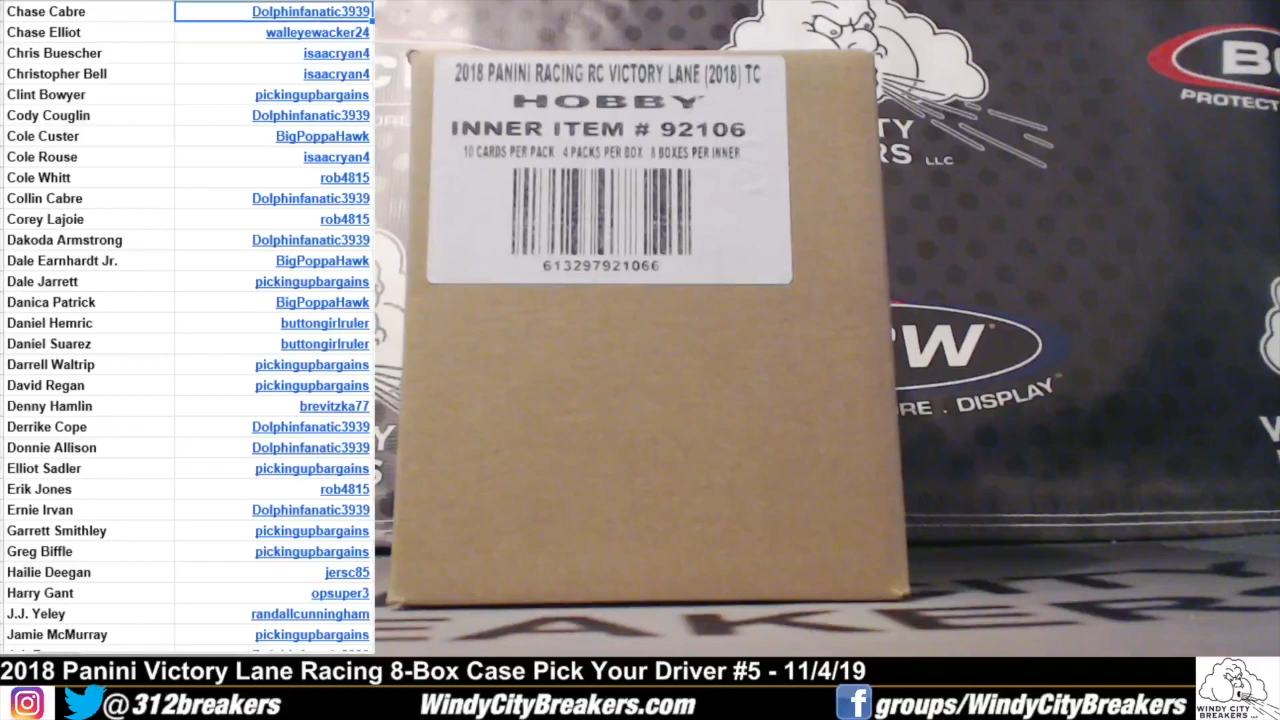 Chase Cabre Dolphinfanatic3939
Chase Elliot walleyewacker24
Chris Buescher isaacryan4
Christopher Bell isaacryan4
Clint Bowyer pickingupbargains
Cody Couglin Dolphinfanatic3939
Cole Custer BigPoppaHawk
Cole Rouse isaacryan4
Cole Whitt rob4815
Collin Cabre Dolphinfanatic3939
Corey Lajoie rob4815
Dakoda Armstrong Dolphinfanatic3939
Dale Earnhardt Jr. BigPoppaHawk
Dale Jarrett pickingupbargains
Danica Patrick BigPoppaHawk
Daniel Hemric buttongirlruler
Daniel Suarez buttongirlruler
Darrell Waltrip pickingupbargains
David Regan pickingupbargains
Denny Hamlin brevitzka77
Derrike Cope Dolphinfanatic3939
Donnie Allison Dolphinfanatic3939
Elliot Sadler pickingupbargains
Erik Jones rob4815
Ernie Irvan Dolphinfanatic3939
Garrett Smithley pickingupbargains
Greg Biffle pickingupbargains
Hailie Deegan jersc85
Harry Gant opsuper3
J.J. Yeley randallcunningham
Jamie McMurray pickingupbargains
2018 PANINI RACING RC VICTORY LANE (2018) TC
HOBBY
INNER ITEM # 92106
10 CARDS PER PACK 4 PACKS PER BOX 8 BOXES PER INNER
613297921066
TY
RS LLC
B
PROTECT
W
RE . DISPLAY
EAKERS
2018 Panini Victory Lane Racing 8-Box Case Pick Your Driver #5 - 11/4/19
@312breakers
WindyCityBreakers.com
groups/WindyCityBreakers
WINDY CITY
BREAKERS LLC